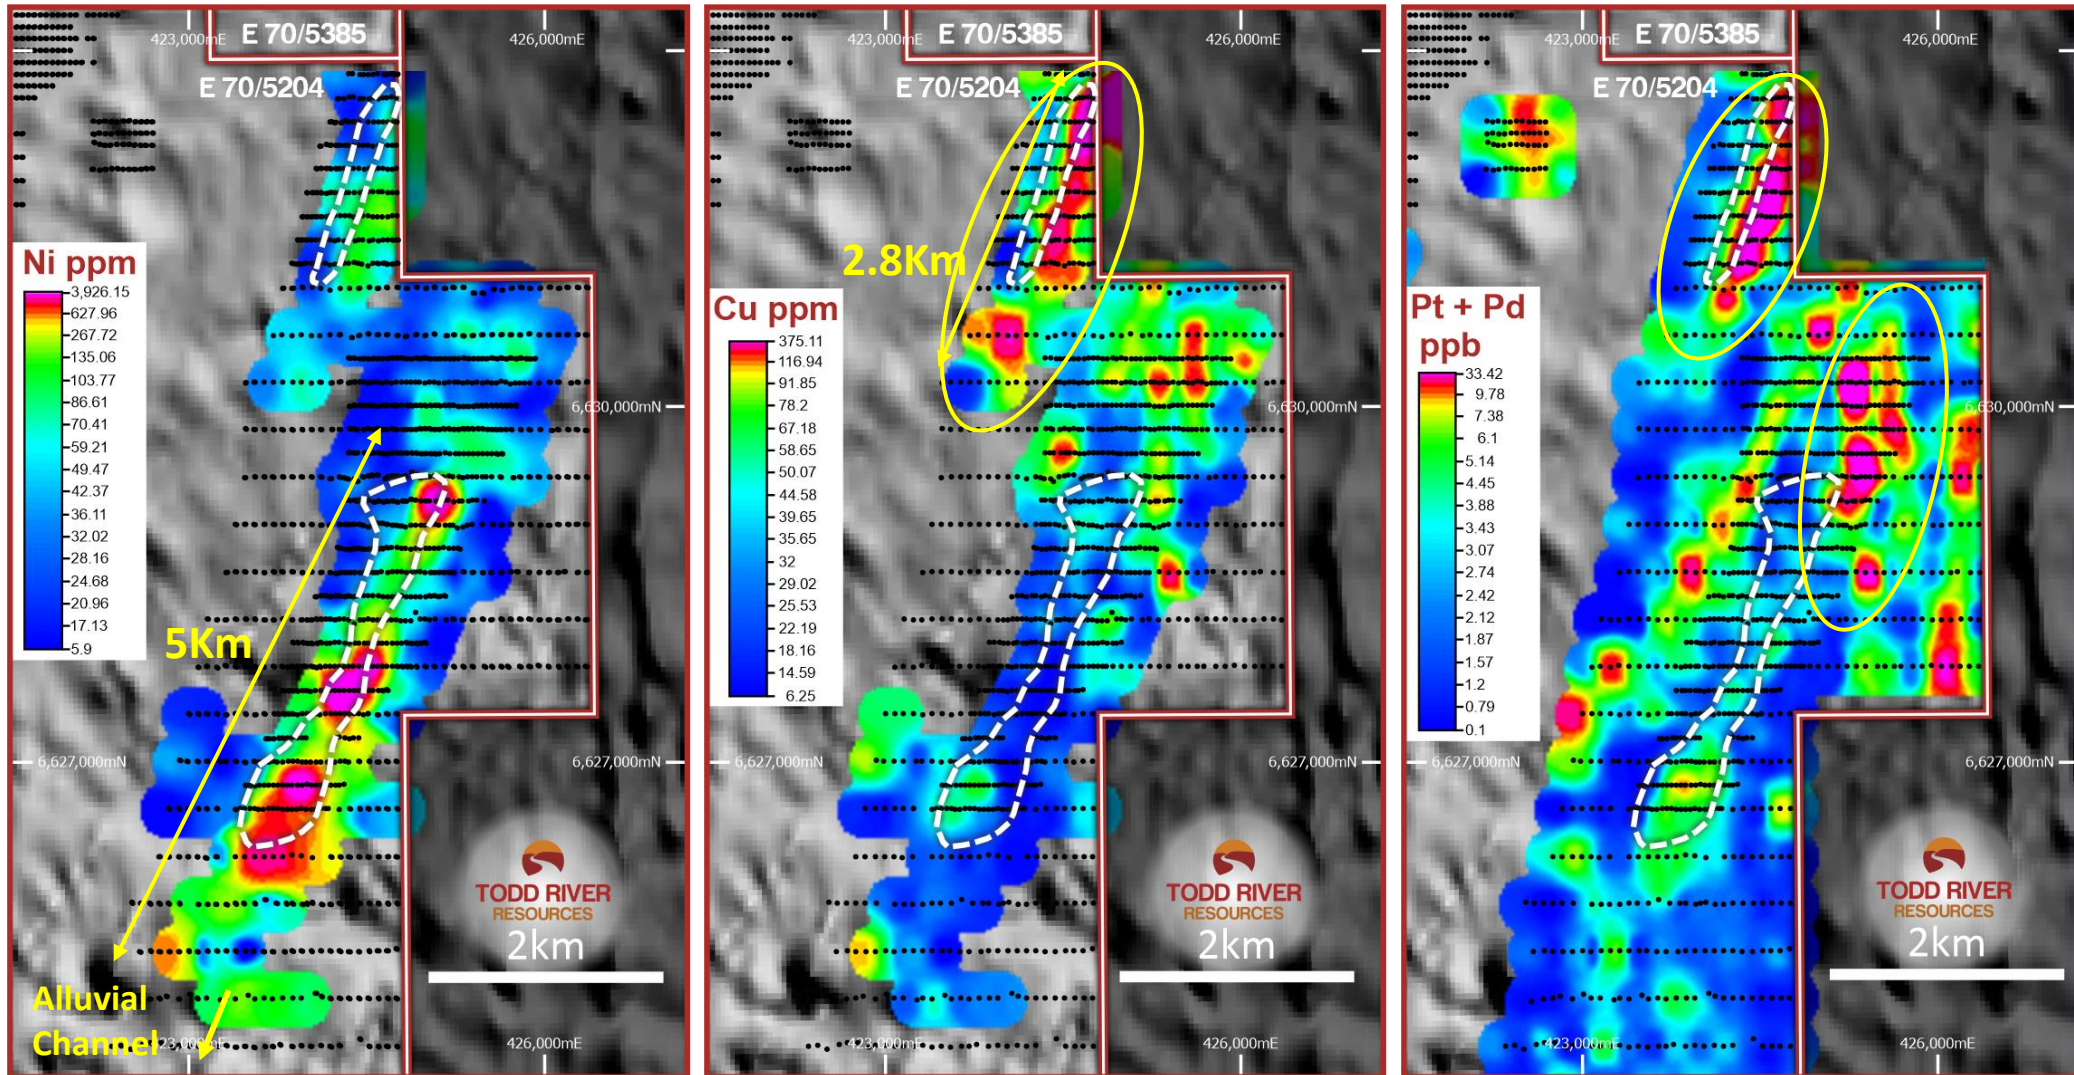 423,000mE
E 70/5385
426,000mE
E 70/5204
Ni ppm
3,926.15
627.96
267.72
135.06
103.77
86.61
70.41
59.21
49.47
42.37
36.11
32.02
28.16
24.68
20.96
17.13
5.9
6,630,000mN
5Km
6,627,000mN
6,627,000mN
TODD RIVER
RESOURCES
2km
Alluvial
Channel
423,000mE
426,000mE
423,000mE
E 70/5385
426,000mE
E 70/5204
2.8Km
Cu ppm
375.11
116.94
91.85
78.2
67.18
58.65
50.07
44.58
39.65
35.65
32
29.02
25.53
22.19
18.16
14.59
6.25
6,630,000mN
6,627,000mN
6,627,000mN
TODD RIVER
RESOURCES
2km
423,000mE
426,000mE
423,000mE
E 70/5385
426,000mE
E 70/5204
Pt + Pd
ppb
33.42
9.78
7.38
6.1
5.14
4.45
3.88
3.43
3.07
2.74
2.42
2.12
1.87
1.57
1.2
0.79
0.1
6,630,000mN
6,627,000mN
6,627,000mN
TODD RIVER
RESOURCES
2km
423,000mE
426,000mE